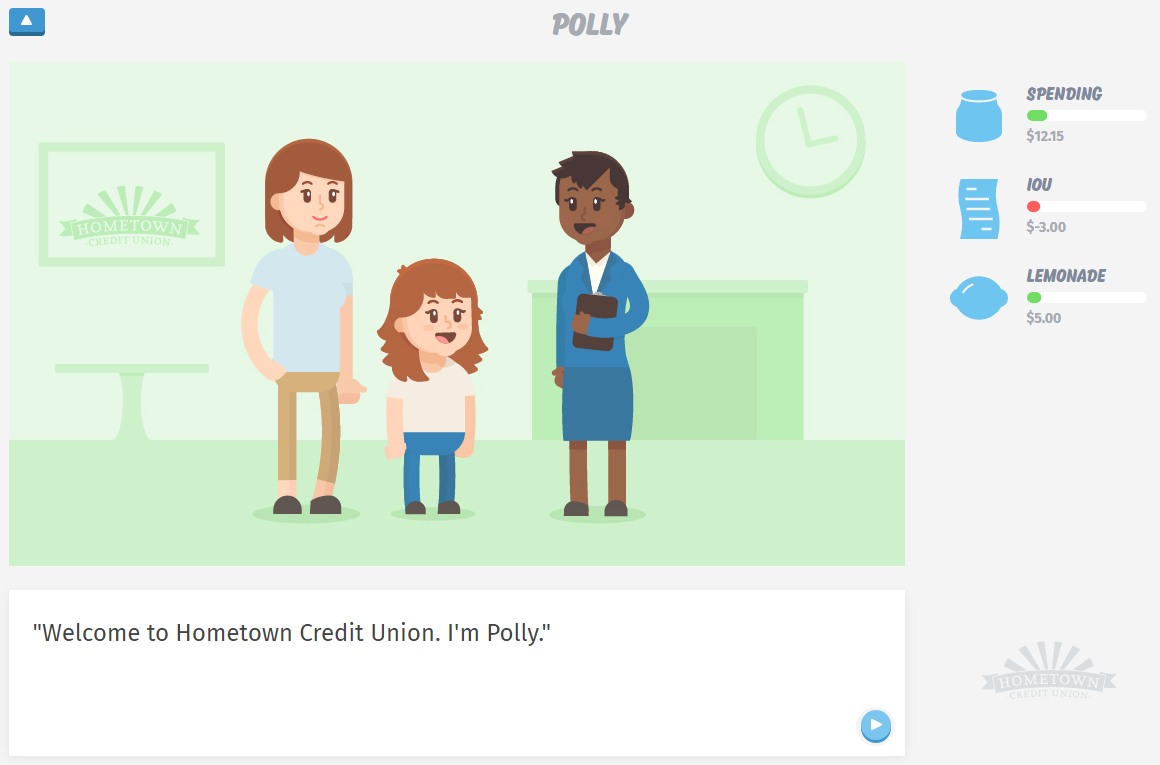 POLLY
HOMETOWN
-CREDIT UNION-
SPENDING
$12.15
IOU
$-3.00
LEMONADE
$5.00
"Welcome to Hometown Credit Union. I'm Polly."
HOMETOWN
CREDIT UNION